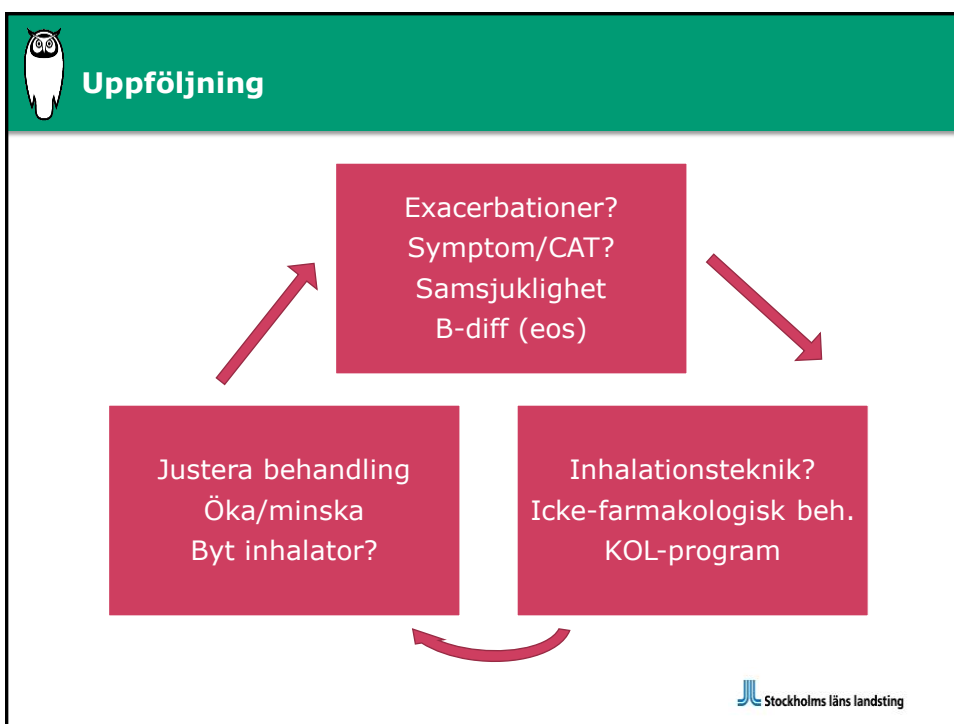 Uppföljning
Exacerbationer?
Symptom/CAT?
Samsjuklighet
B-diff (eos)
Justera behandling
Öka/minska
Byt inhalator?
Inhalationsteknik?
Icke-farmakologisk beh.
KOL-program
Stockholms läns landsting